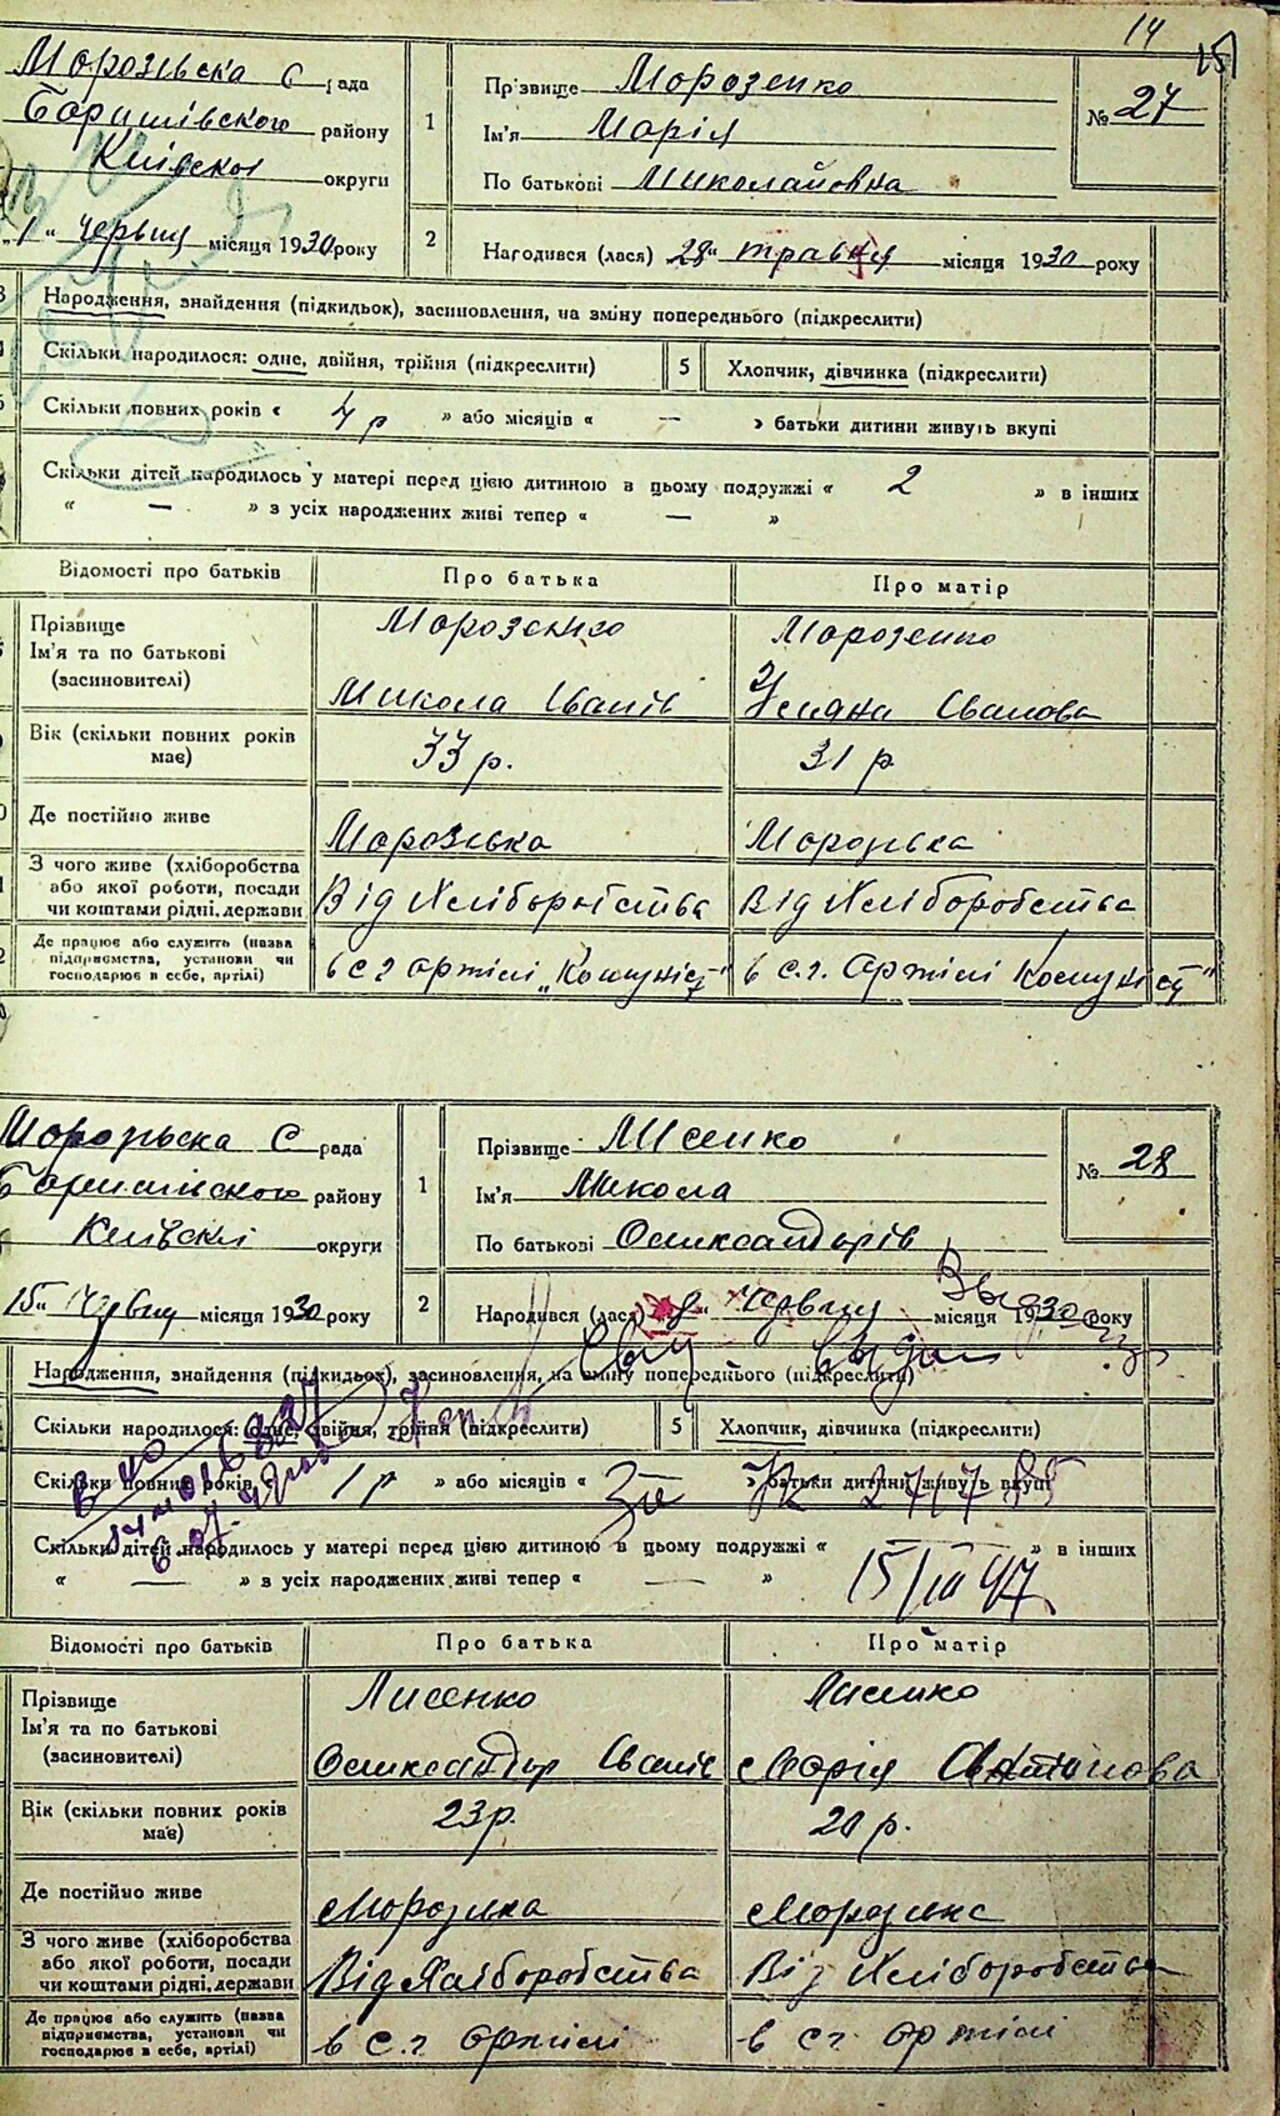 14
15
Морозівська С рада
Баришівського району
Київської округи
„1“ червня місяця 1930 року
1
Прізвище Морозенко
Ім'я Марія
По батькові Миколайовна
№ 27
2
Народився (лася) „28“ травня місяця 1930 року
Народження, знайдення (підкидьок), засиновлення, на зміну попереднього (підкреслити)
Скільки народилося: одне, двійня, трійня (підкреслити)
5
Хлопчик, дівчинка (підкреслити)
Скільки повних років « 4 р » або місяців « — » батьки дитини живуть вкупі
Скільки дітей народилось у матері перед цією дитиною в цьому подружжі « 2 » в інших
« — » з усіх народжених живі тепер « — »
Відомості про батьків
Про батька
Про матір
Прізвище
Ім'я та по батькові
(засиновителі)
Морозенко
Микола Іванів
Морозенко
Уляна Іванова
Вік (скільки повних років
має)
33 р.
31 р
Де постійно живе
Морозівка
Морозівка
З чого живе (хліборобства
або якої роботи, посади
чи коштами рідні, держави
Від Хліборобства
Від Хліборобства
Де працює або служить (назва
підприємства, установи чи
господарює в себе, артілі)
в с г артілі „Комуніст“
в с.г. Артілі Комуніст“
Морозівська С рада
Баришівського району
Київської округи
15“ Червня місяця 1930 року
1
Прізвище Лисенко
Ім'я Микола
По батькові Олександрів
№ 28
2
Народився (лася) „8“ Червня місяця 1930 року
Народження, знайдення (підкидьок), засиновлення, на зміну попереднього (підкреслити)
Скільки народилося: одне, двійня, трійня (підкреслити)
5
Хлопчик, дівчинка (підкреслити)
Скільки повних років « 1 р » або місяців « » батьки дитини живуть вкупі
Скільки дітей народилось у матері перед цією дитиною в цьому подружжі « — » в інших
« — » з усіх народжених живі тепер « — »
15/III 47
Відомості про батьків
Про батька
Про матір
Прізвище
Ім'я та по батькові
(засиновителі)
Лисенко
Олександр Іванів
Лисенко
Марія
Вік (скільки повних років
має)
23 р.
20 р.
Де постійно живе
Морозівка
Морозівка
З чого живе (хліборобства
або якої роботи, посади
чи коштами рідні, держави
Від Хліборобства
Від Хліборобства
Де працює або служить (назва
підприємства, установи чи
господарює в себе, артілі)
в с.г артілі
в с г. артілі